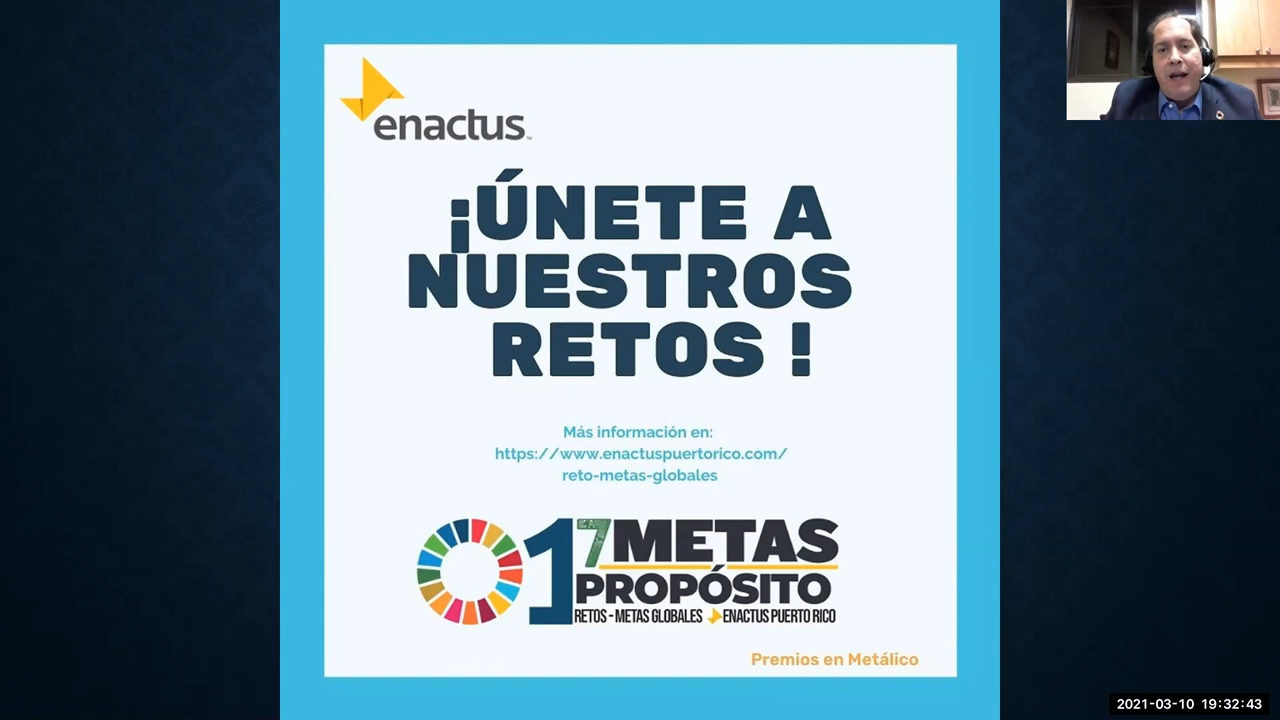 enactus
¡ÚNETE A
NUESTROS
RETOS !
Más información en:
https://www.enactuspuertorico.com/
reto-metas-globales
17 METAS
PROPÓSITO
RETOS - METAS GLOBALES ENACTUS PUERTO RICO
Premios en Metálico
2021-03-10 19:32:43